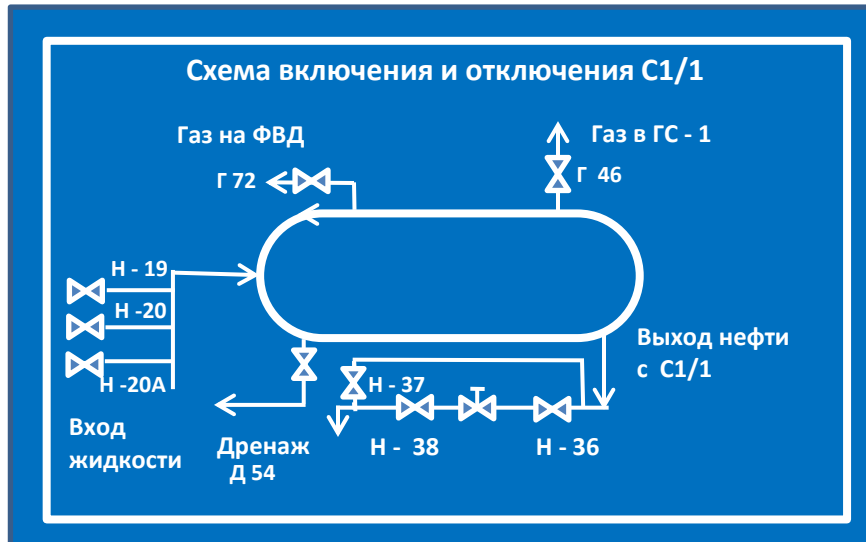 Схема включения и отключения С1/1
Газ на ФВД
Газ в ГС - 1
Г 72
Г 46
Н - 19
Н -20
Н -20А
Вход
жидкости
Дренаж
Д 54
Н - 37
Н - 38
Н - 36
Выход нефти
с С1/1